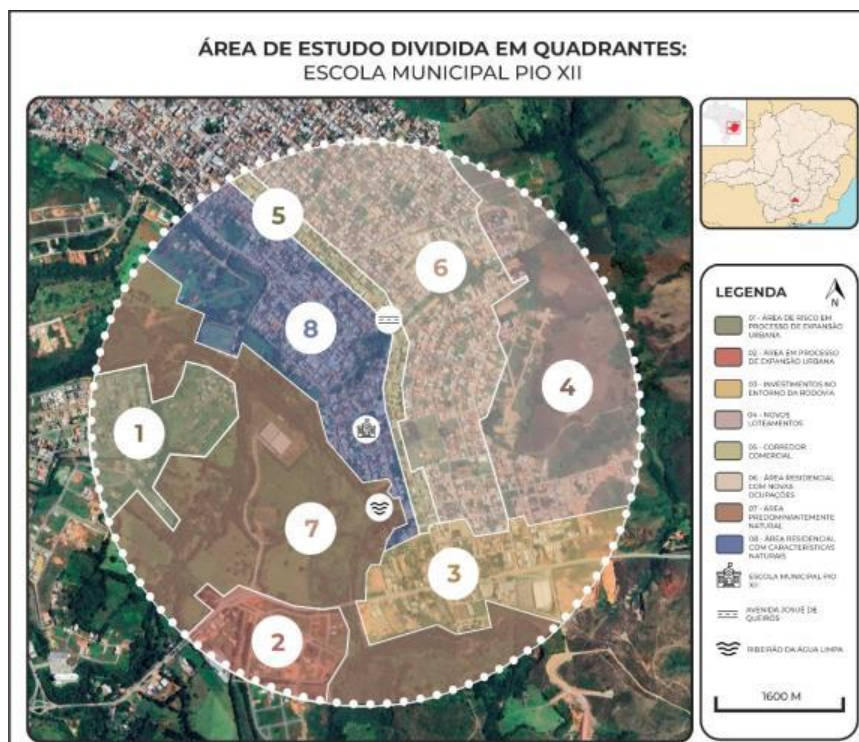 ÁREA DE ESTUDO DIVIDIDA EM QUADRANTES:
ESCOLA MUNICIPAL PIO XII
5
6
8
4
1
7
3
2
LEGENDA
N
01 - ÁREA DE RISCO EM
PROCESSO DE EXPANSÃO
URBANA
02 - ÁREA EM PROCESSO
DE EXPANSÃO URBANA
03 - INVESTIMENTOS NO
ENTORNO DA RODOVIA
04 - NOVOS
LOTEAMENTOS
05 - CORREDOR
COMERCIAL
06 - ÁREA RESIDENCIAL
COM NOVAS
OCUPAÇÕES
07 - ÁREA
PREDOMINANTEMENTE
NATURAL
08 - ÁREA RESIDENCIAL
COM CARACTERÍSTICAS
NATURAIS
ESCOLA MUNICIPAL PIO
XII
AVENIDA JOSUÉ DE
QUEIRÓS
RIBEIRÃO DA ÁGUA LIMPA
1600 M